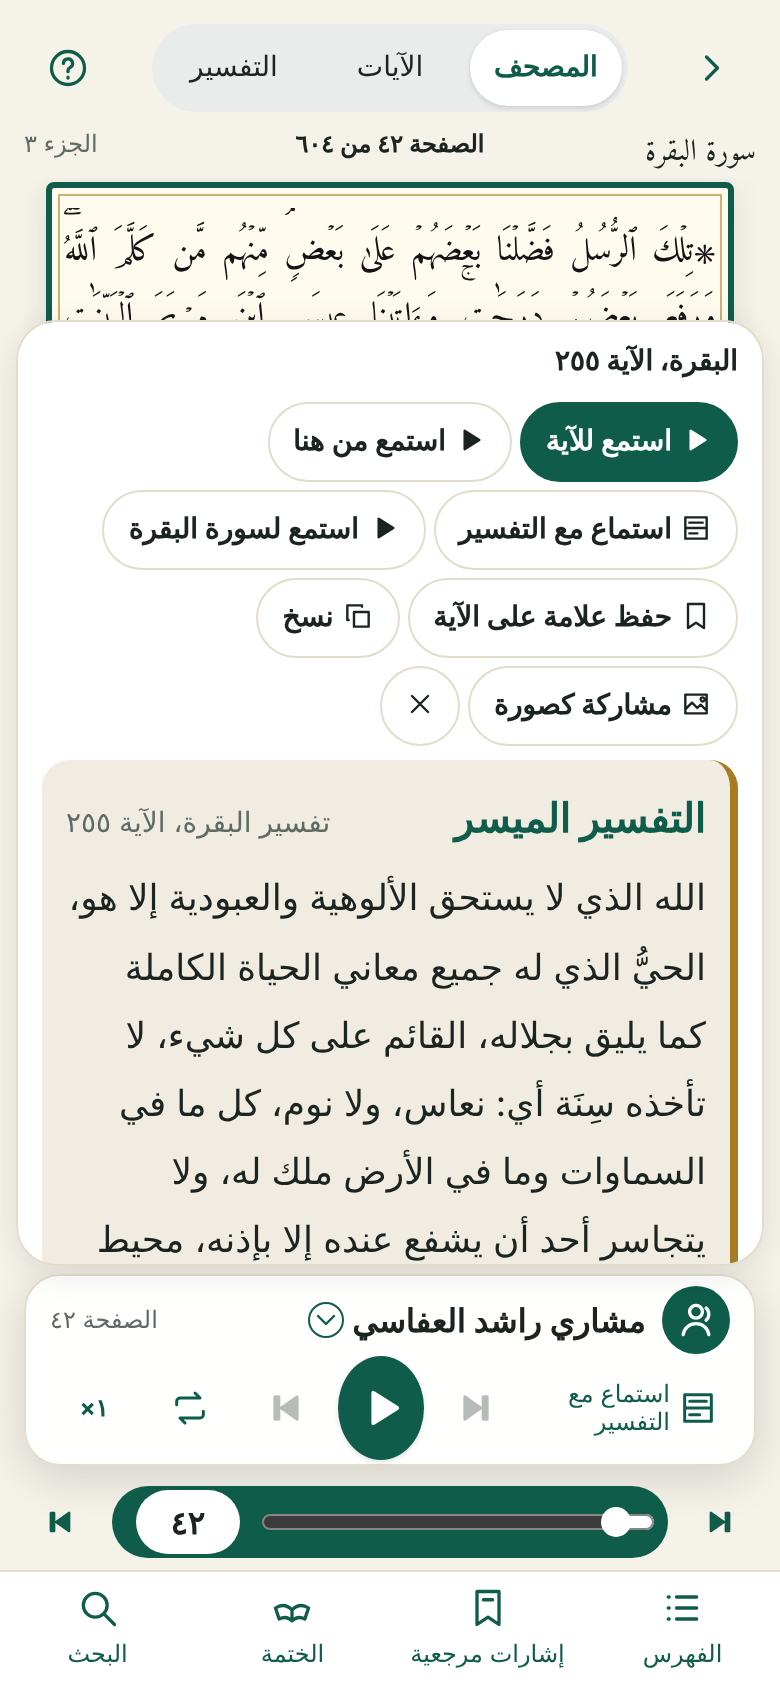 المصحف
الآيات
التفسير
سورة البقرة
الصفحة ٤٢ من ٦٠٤
الجزء ٣
تِلۡكَ ٱلرُّسُلُ فَضَّلۡنَا بَعۡضَهُمۡ عَلَىٰ بَعۡضٖۘ مِّنۡهُم مَّن كَلَّمَ ٱللَّهُۖ
البقرة، الآية ٢٥٥
استمع للآية
استمع من هنا
استماع مع التفسير
استمع لسورة البقرة
حفظ علامة على الآية
نسخ
مشاركة كصورة
التفسير الميسر
تفسير البقرة، الآية ٢٥٥
الله الذي لا يستحق الألوهية والعبودية إلا هو،
الحيُّ الذي له جميع معاني الحياة الكاملة
كما يليق بجلاله، القائم على كل شيء، لا
تأخذه سِنَة أي: نعاس، ولا نوم، كل ما في
السماوات وما في الأرض ملك له، ولا
يتجاسر أحد أن يشفع عنده إلا بإذنه، محيط
مشاري راشد العفاسي
الصفحة ٤٢
استماع مع
التفسير
١×
٤٢
الفهرس
إشارات مرجعية
الختمة
البحث